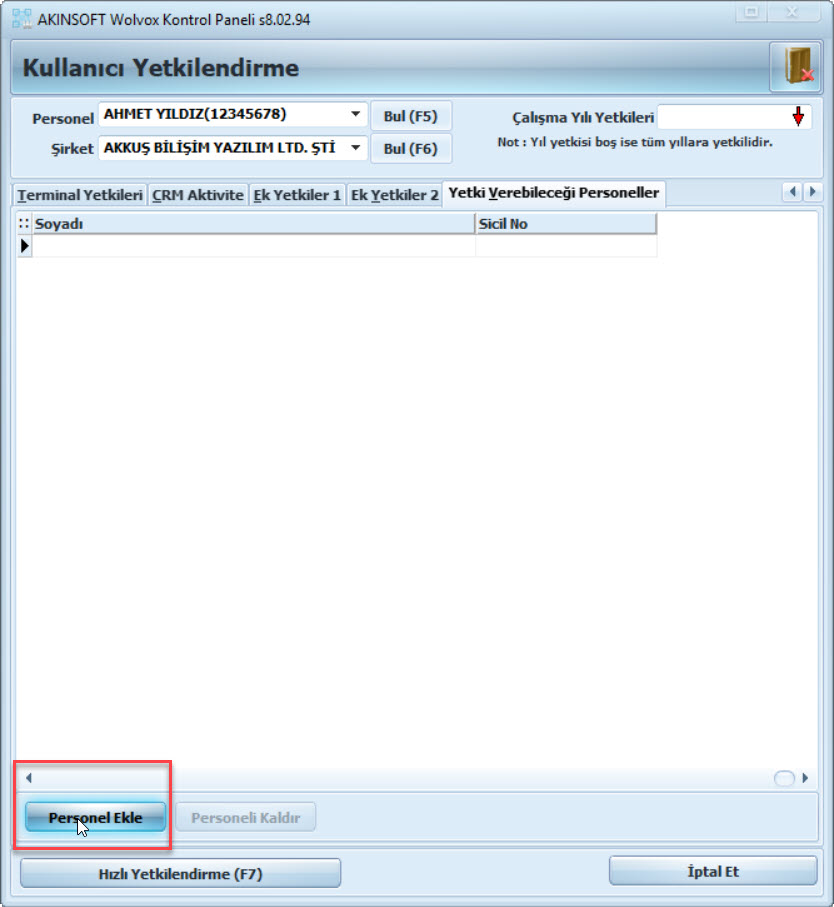 AKINSOFT Wolvox Kontrol Paneli s8.02.94
Kullanıcı Yetkilendirme
Personel AHMET YILDIZ(12345678) Bul (F5) Çalışma Yılı Yetkileri
Şirket AKKUŞ BİLİŞİM YAZILIM LTD. ŞTİ Bul (F6) Not : Yıl yetkisi boş ise tüm yıllara yetkilidir.
Terminal Yetkileri CRM Aktivite Ek Yetkiler 1 Ek Yetkiler 2 Yetki Verebileceği Personeller
Soyadı Sicil No
Personel Ekle Personeli Kaldır
Hızlı Yetkilendirme (F7) İptal Et